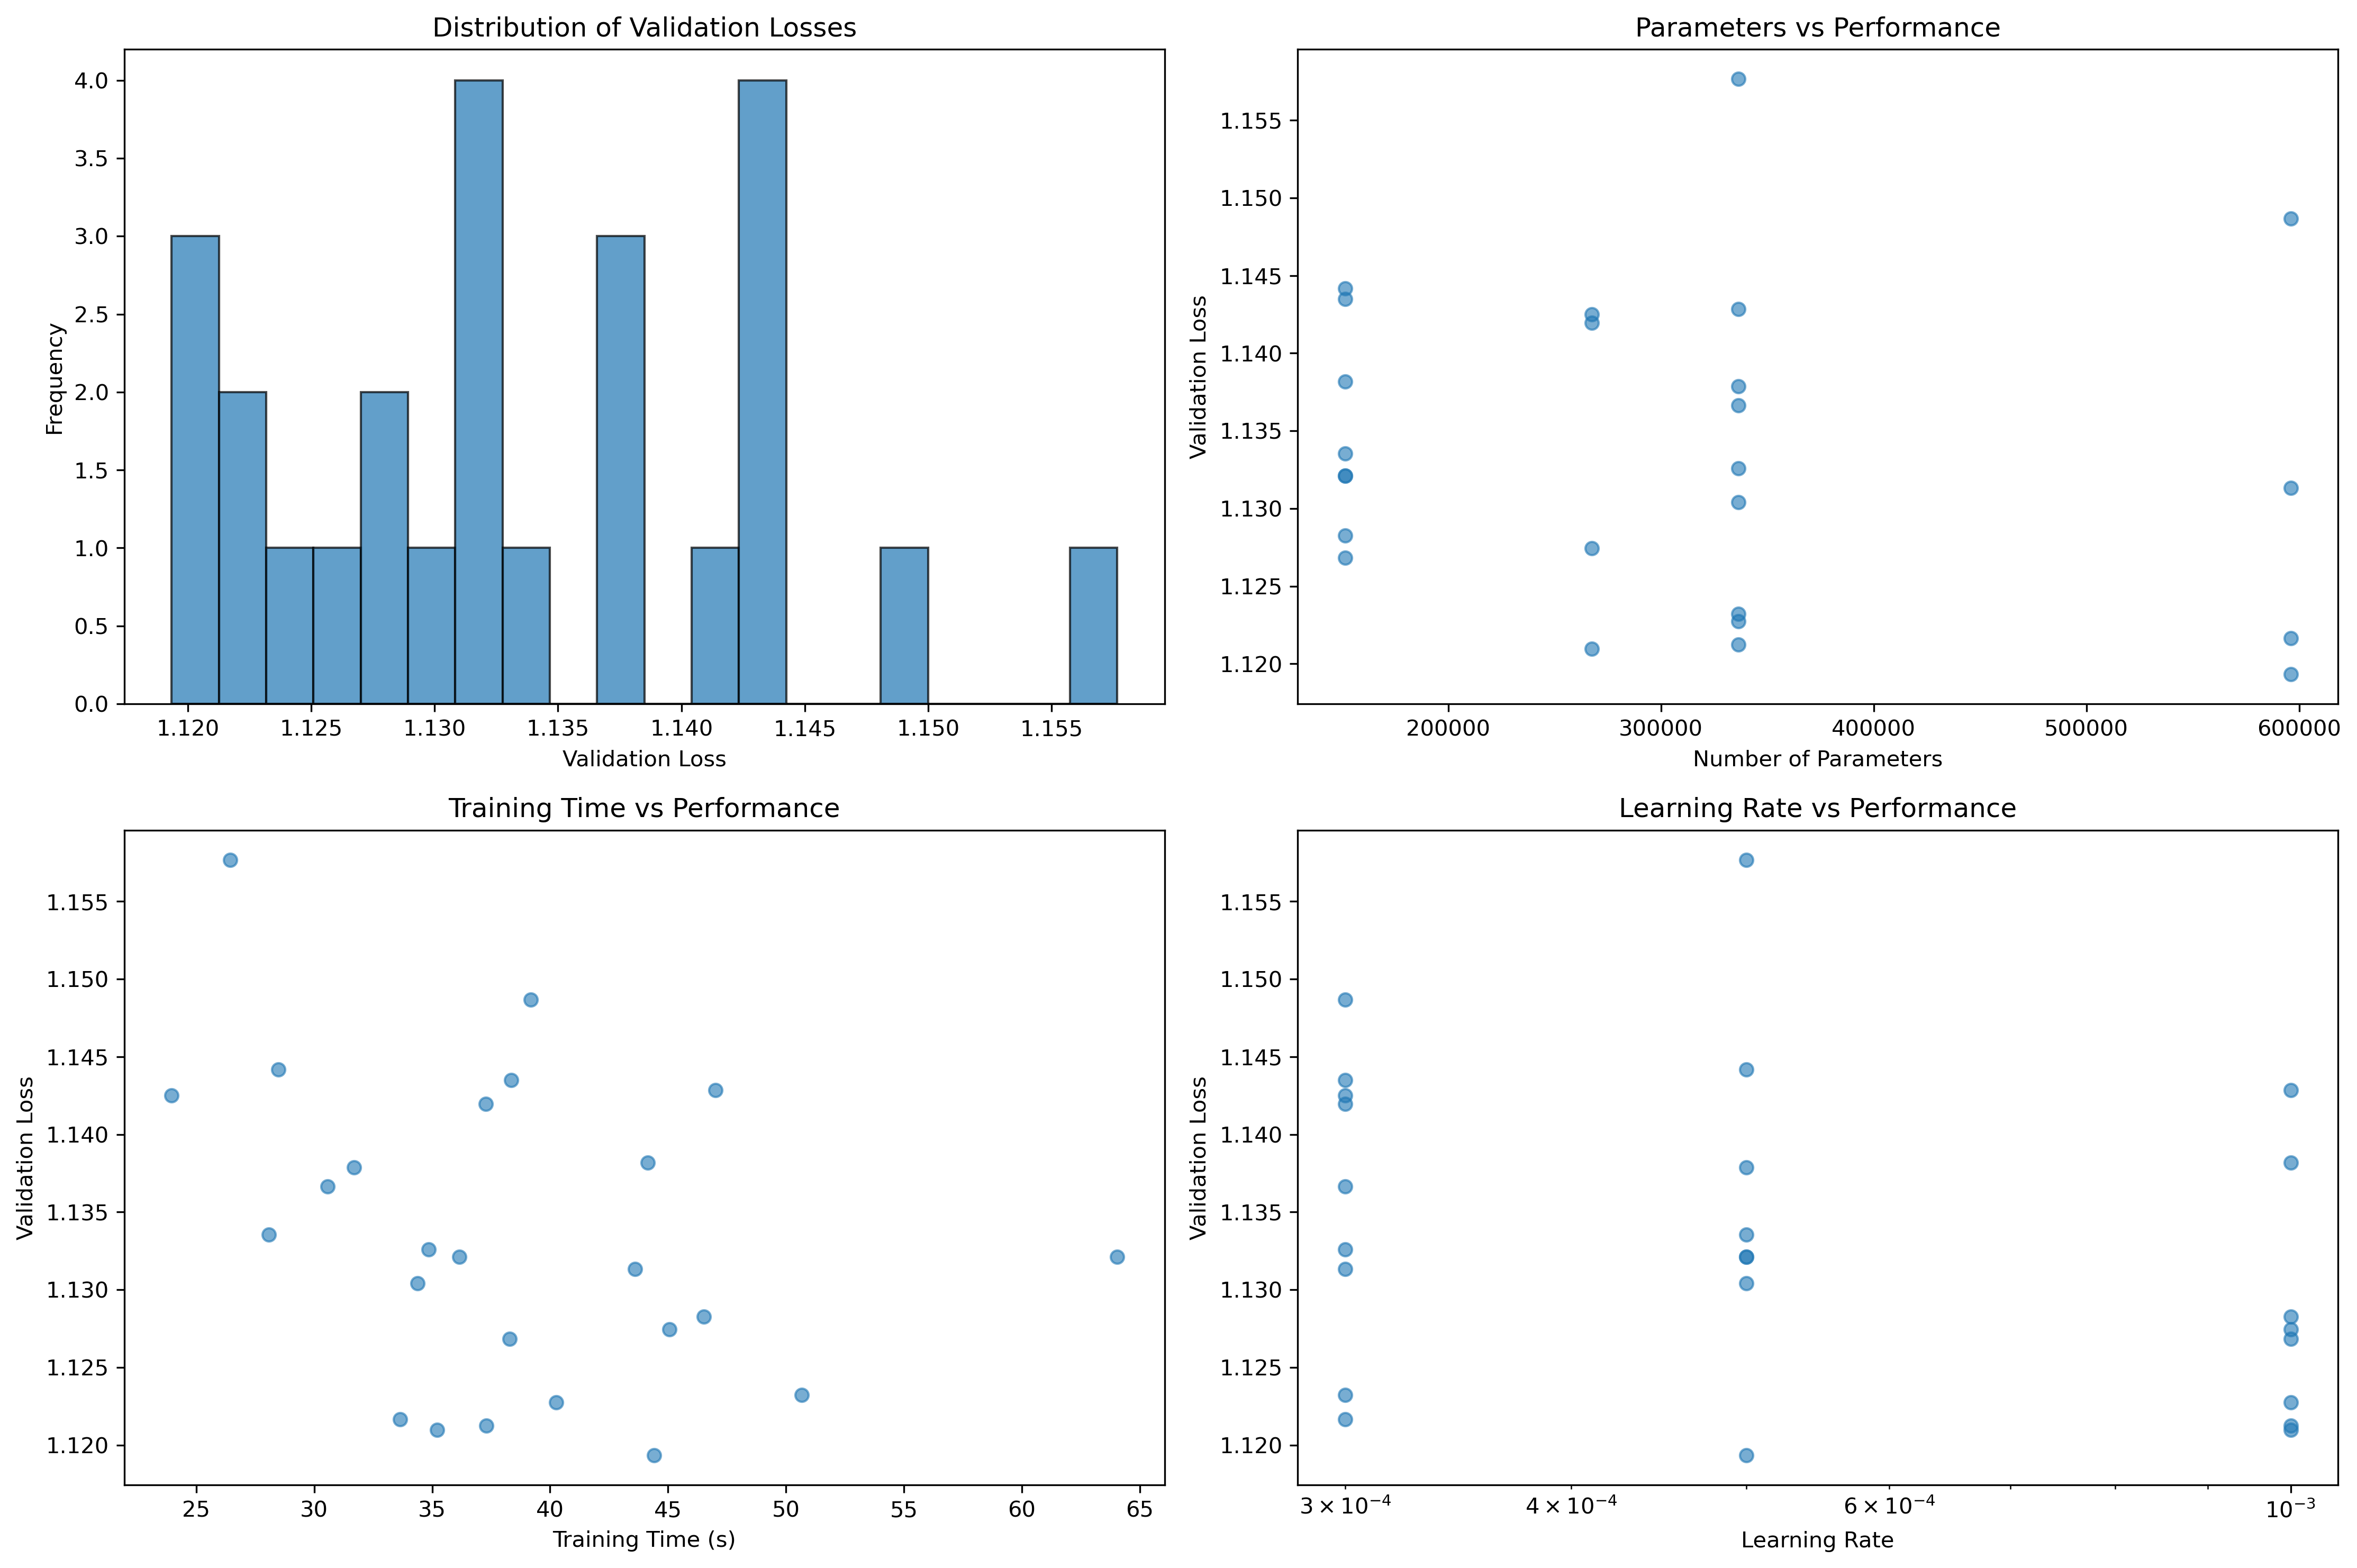 Distribution of Validation Losses
Frequency
4.0
3.5
3.0
2.5
2.0
1.5
1.0
0.5
0.0
1.120 1.125 1.130 1.135 1.140 1.145 1.150 1.155
Validation Loss
Parameters vs Performance
Validation Loss
1.155
1.150
1.145
1.140
1.135
1.130
1.125
1.120
200000 300000 400000 500000 600000
Number of Parameters
Training Time vs Performance
Validation Loss
1.155
1.150
1.145
1.140
1.135
1.130
1.125
1.120
25 30 35 40 45 50 55 60 65
Training Time (s)
Learning Rate vs Performance
Validation Loss
1.155
1.150
1.145
1.140
1.135
1.130
1.125
1.120
3 × 10⁻⁴ 4 × 10⁻⁴ 6 × 10⁻⁴ 10⁻³
Learning Rate